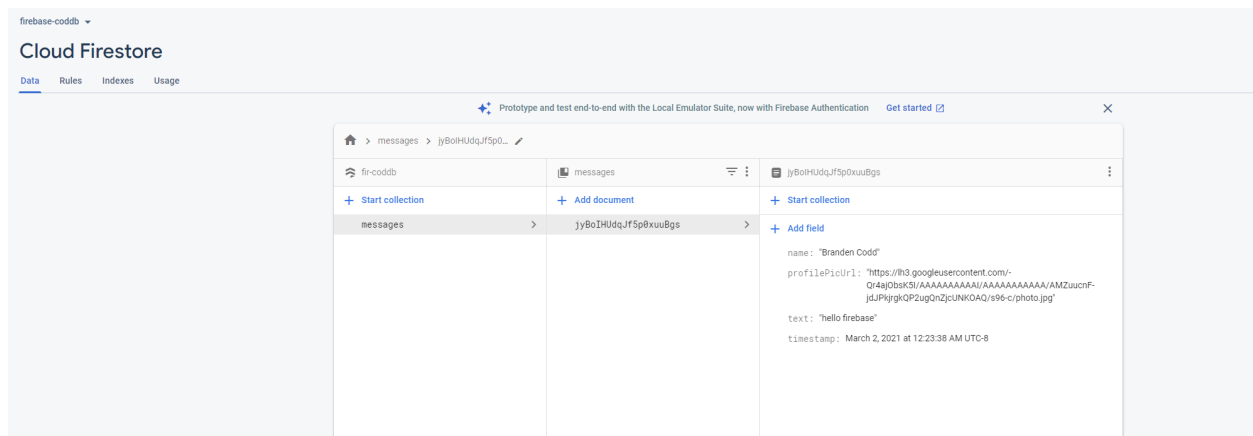 firebase-coddb
Cloud Firestore
Data Rules Indexes Usage
Prototype and test end-to-end with the Local Emulator Suite, now with Firebase Authentication Get started
messages jyBoIHUdqJf5p0...
fir-coddb
Start collection
messages
messages
Add document
jyBoIHUdqJf5p0xuuBgs
jyBoIHUdqJf5p0xuuBgs
Start collection
Add field
name: "Branden Codd"
profilePicUrl: "https://lh3.googleusercontent.com/-
Qr4ajObsK5I/AAAAAAAAAAI/AAAAAAAAAAA/AMZuucnF-
jdJPkjrgkQP2ugQnZjcUNKOAQ/s96-c/photo.jpg"
text: "hello firebase"
timestamp: March 2, 2021 at 12:23:38 AM UTC-8